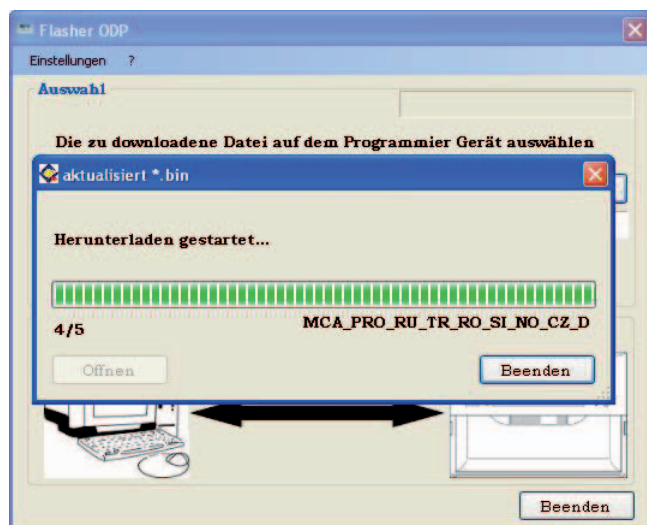 Flasher ODP
Einstellungen ?
Auswahl
Die zu downloadene Datei auf dem Programmier Gerät auswählen
aktualisiert *.bin
Herunterladen gestartet...
4/5 MCA_PRO_RU_TR_RO_SI_NO_CZ_D
Offnen Beenden
Beenden